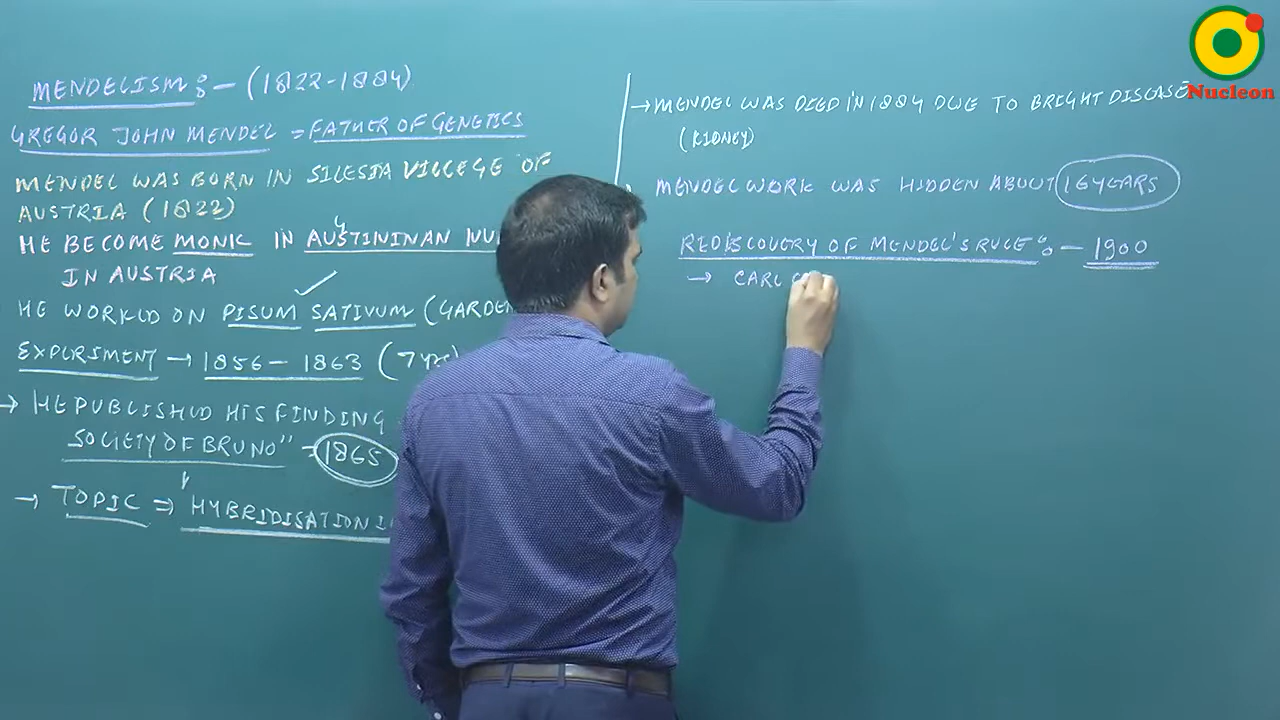 MENDELISM :- (1822-1884)
GREGOR JOHN MENDEL = FATHER OF GENETICS
MENDEL WAS BORN IN SILESIA VILLEGE OF
AUSTRIA (1822)
HE BECOME MONIC IN AUSTININAN
IN AUSTRIA
HE WORKED ON PISUM SATIVUM (GARDEN
EXPERIMENT → 1856 - 1863 (7 YRS)
→ HE PUBLISHED HIS FINDING
SOCIETY OF BRUNO" = 1865
→ TOPIC ⇒ HYBRIDISATION I
→ MENDEL WAS DIED IN 1884 DUE TO BRIGHT DISEASE
(KIDNEY)
MENDEL WORK WAS HIDDEN ABOUT 16 YEARS
REDISCOVERY OF MENDEL'S RULE :- 1900
→ CARL C
Nucleon